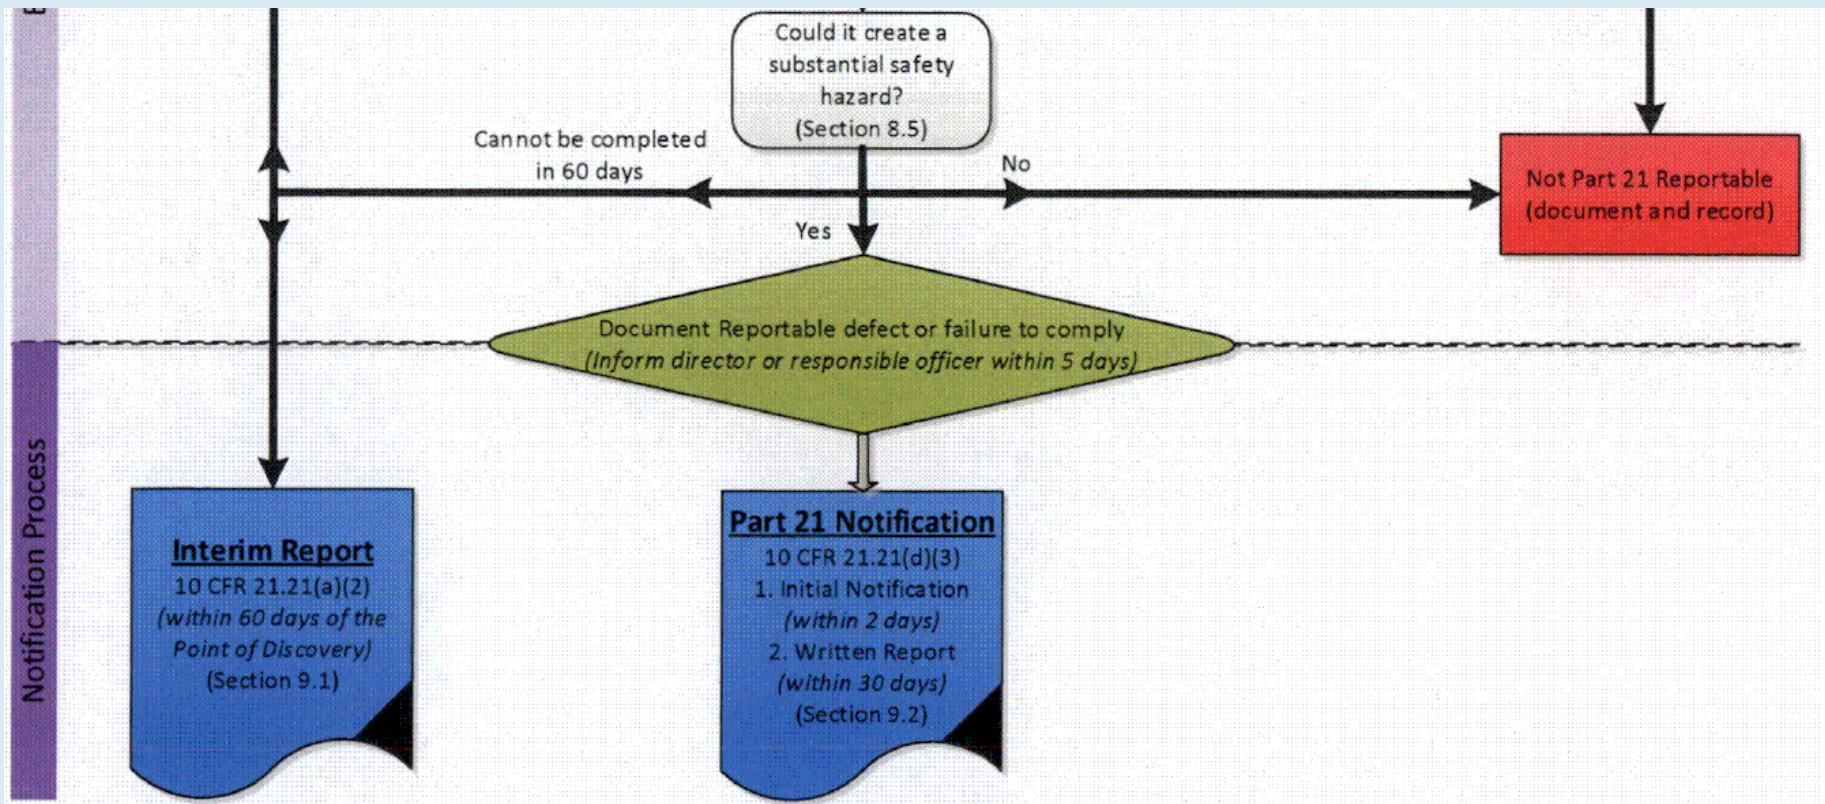 Could it create a
substantial safety
hazard?
(Section 8.5)
Cannot be completed
in 60 days
No
Not Part 21 Reportable
(document and record)
Yes
Document Reportable defect or failure to comply
(Inform director or responsible officer within 5 days)
Notification Process
Interim Report
10 CFR 21.21(a)(2)
(within 60 days of the
Point of Discovery)
(Section 9.1)
Part 21 Notification
10 CFR 21.21(d)(3)
1. Initial Notification
(within 2 days)
2. Written Report
(within 30 days)
(Section 9.2)